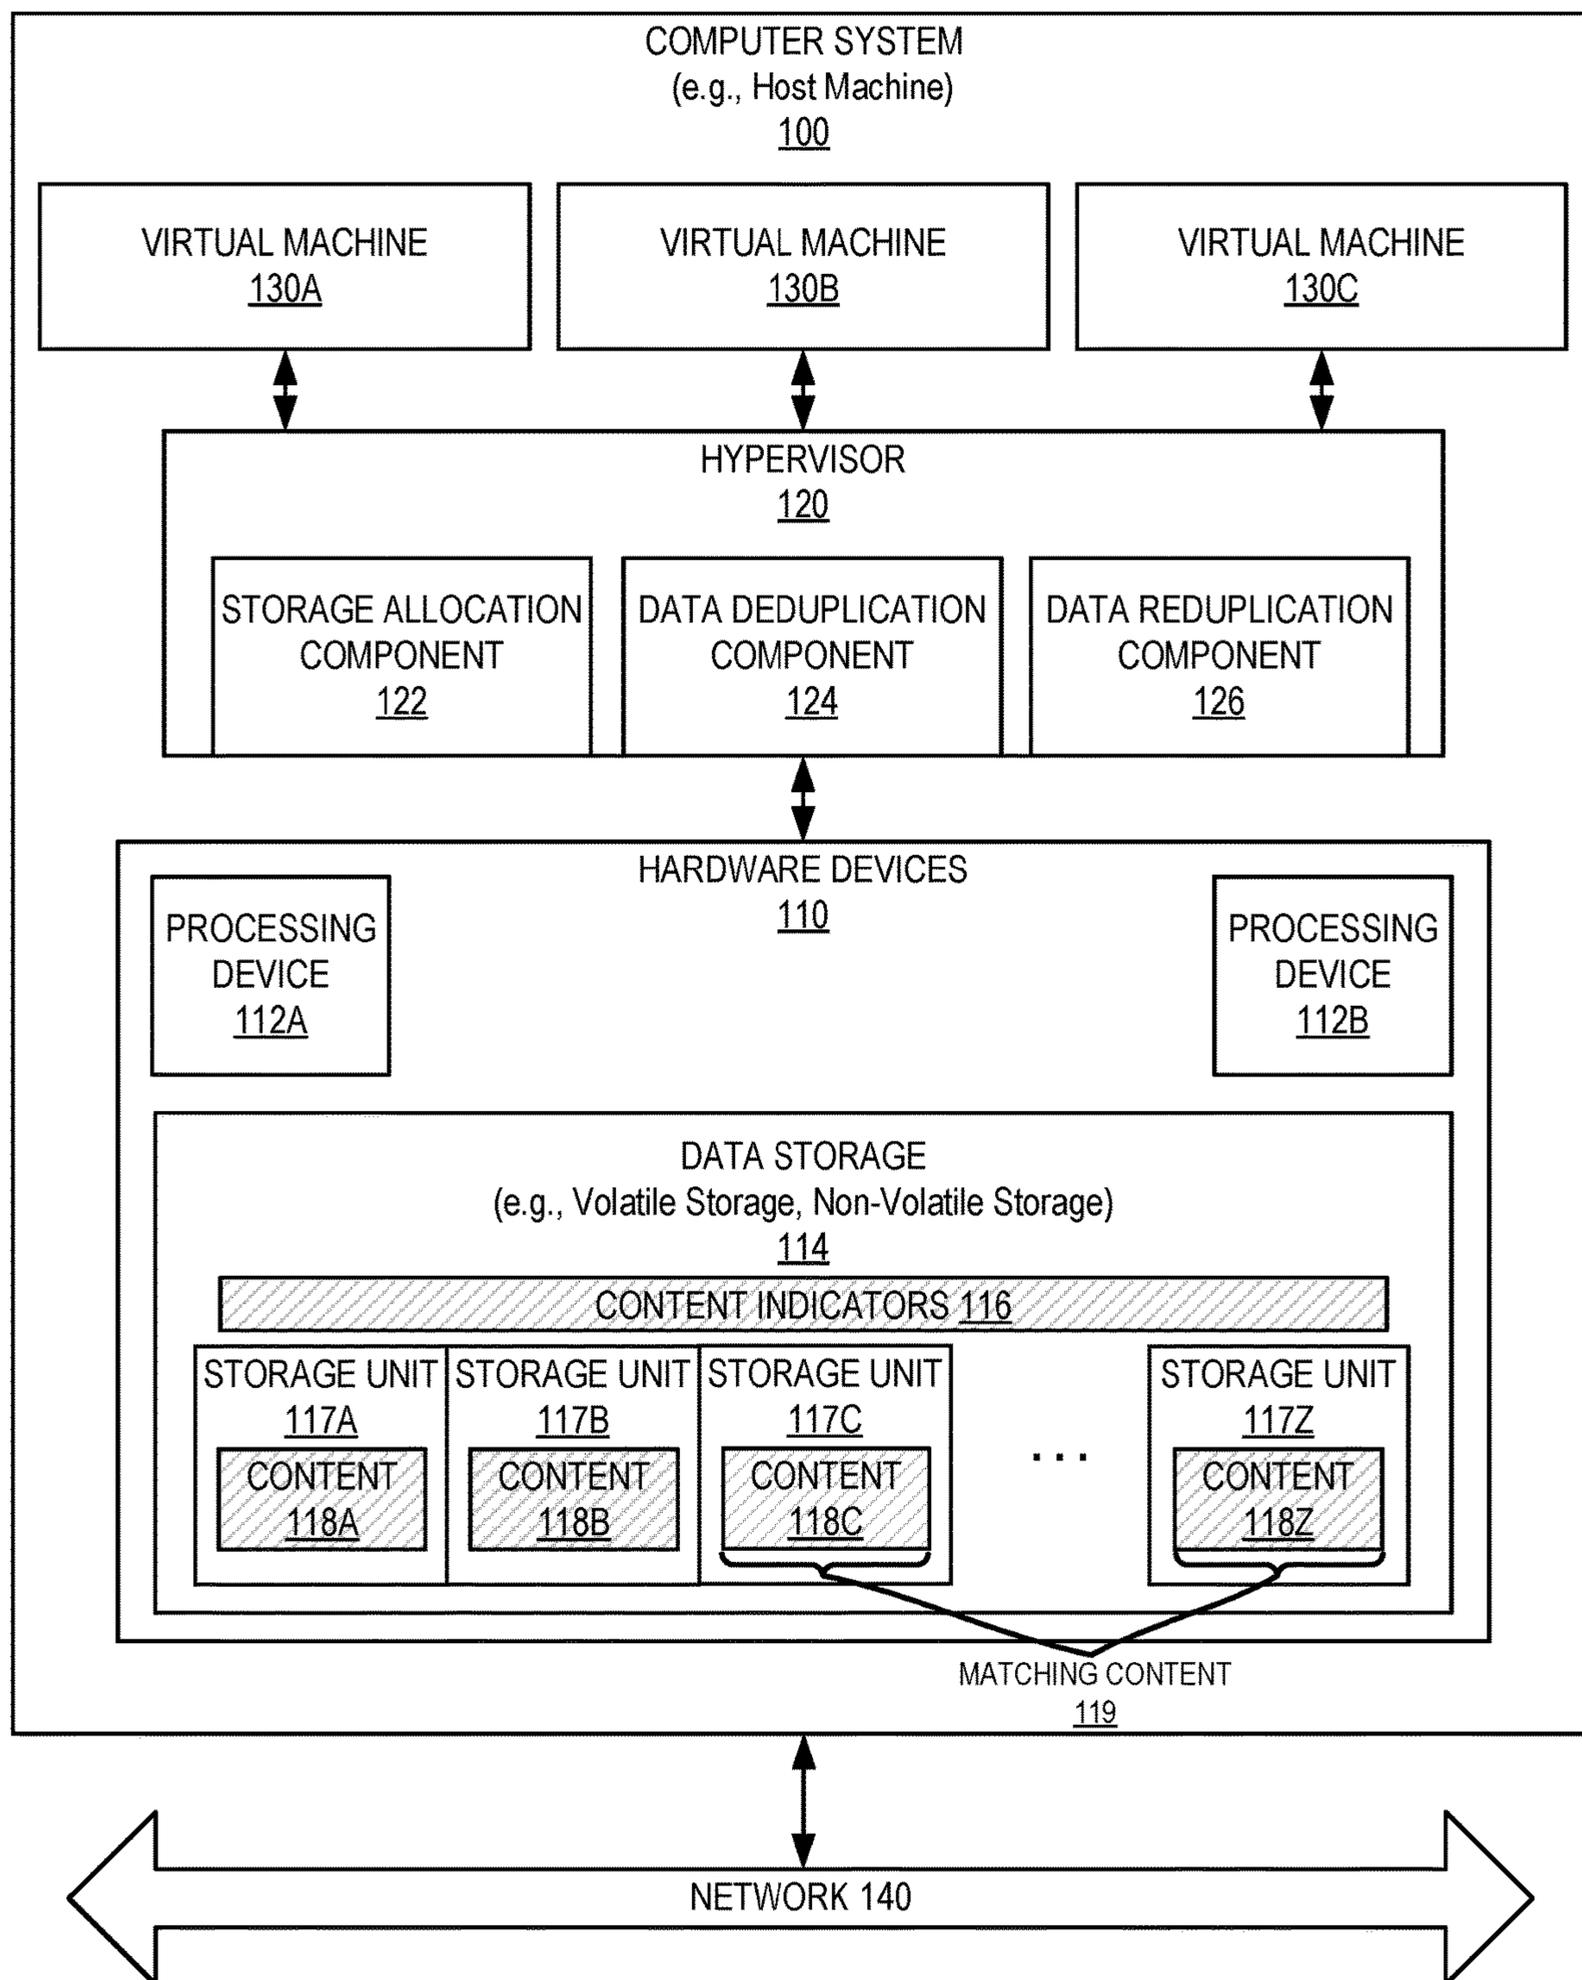 COMPUTER SYSTEM
(e.g., Host Machine)
100
VIRTUAL MACHINE
130A
VIRTUAL MACHINE
130B
VIRTUAL MACHINE
130C
HYPERVISOR
120
STORAGE ALLOCATION
COMPONENT
122
DATA DEDUPLICATION
COMPONENT
124
DATA REDUPLICATION
COMPONENT
126
HARDWARE DEVICES
110
PROCESSING
DEVICE
112A
PROCESSING
DEVICE
112B
DATA STORAGE
(e.g., Volatile Storage, Non-Volatile Storage)
114
CONTENT INDICATORS 116
STORAGE UNIT
117A
CONTENT
118A
STORAGE UNIT
117B
CONTENT
118B
STORAGE UNIT
117C
CONTENT
118C
...
STORAGE UNIT
117Z
CONTENT
118Z
MATCHING CONTENT
119
NETWORK 140